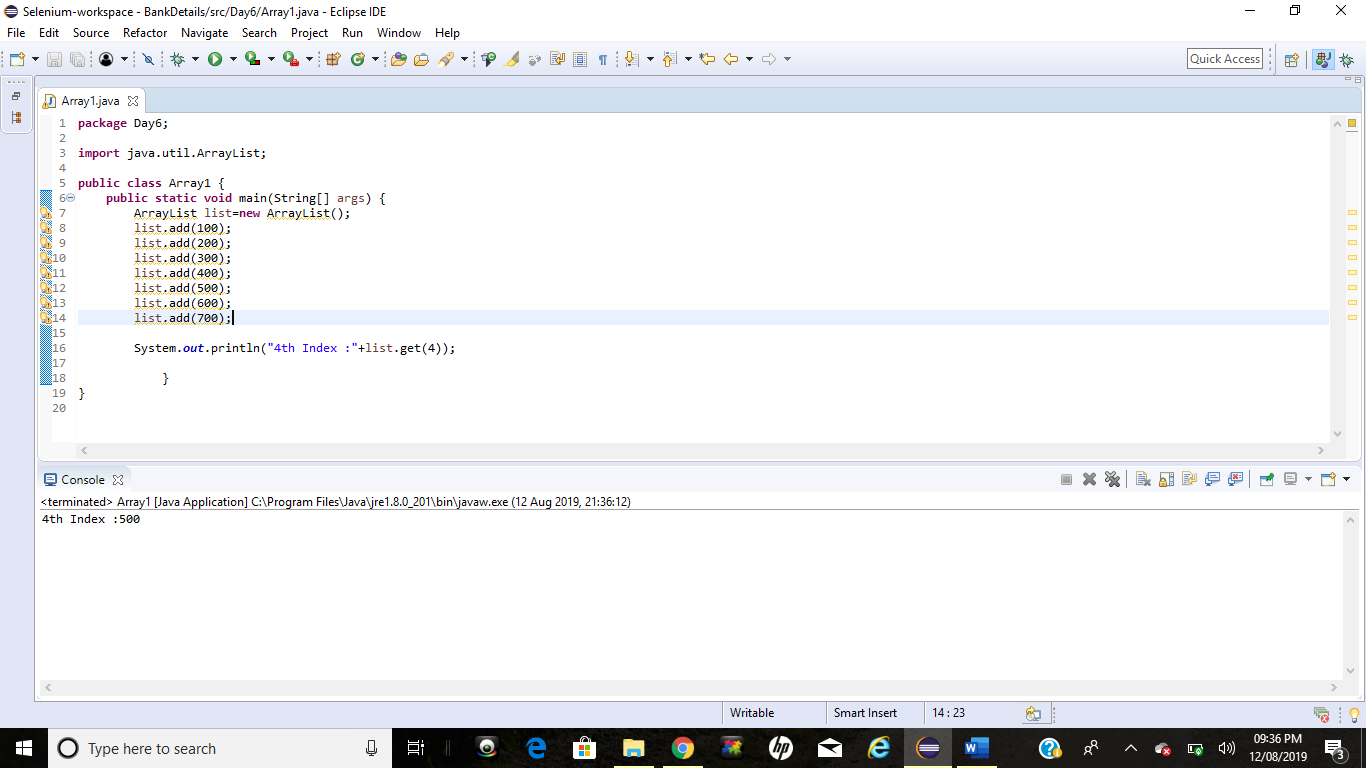 Selenium-workspace - BankDetails/src/Day6/Array1.java - Eclipse IDE
File Edit Source Refactor Navigate Search Project Run Window Help
Quick Access
Array1.java
1 package Day6;
2
3 import java.util.ArrayList;
4
5 public class Array1 {
6 public static void main(String[] args) {
7 ArrayList list=new ArrayList();
8 list.add(100);
9 list.add(200);
10 list.add(300);
11 list.add(400);
12 list.add(500);
13 list.add(600);
14 list.add(700);
15
16 System.out.println("4th Index :"+list.get(4));
17
18 }
19 }
20
Console
<terminated> Array1 [Java Application] C:\Program Files\Java\jre1.8.0_201\bin\javaw.exe (12 Aug 2019, 21:36:12)
4th Index :500
Writable Smart Insert 14 : 23
Type here to search
09:36 PM
12/08/2019
3